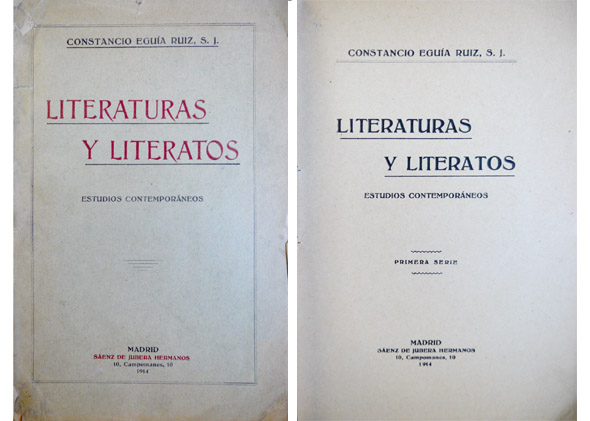 CONSTANCIO EGUÍA RUIZ, S. J.
LITERATURAS
Y LITERATOS
ESTUDIOS CONTEMPORÁNEOS
MADRID
SÁENZ DE JUBERA HERMANOS
10, Campomanes, 10
1914
CONSTANCIO EGUÍA RUIZ, S. J.
LITERATURAS
Y LITERATOS
ESTUDIOS CONTEMPORÁNEOS
PRIMERA SERIE
MADRID
SÁENZ DE JUBERA HERMANOS
10, Campomanes, 10
1914